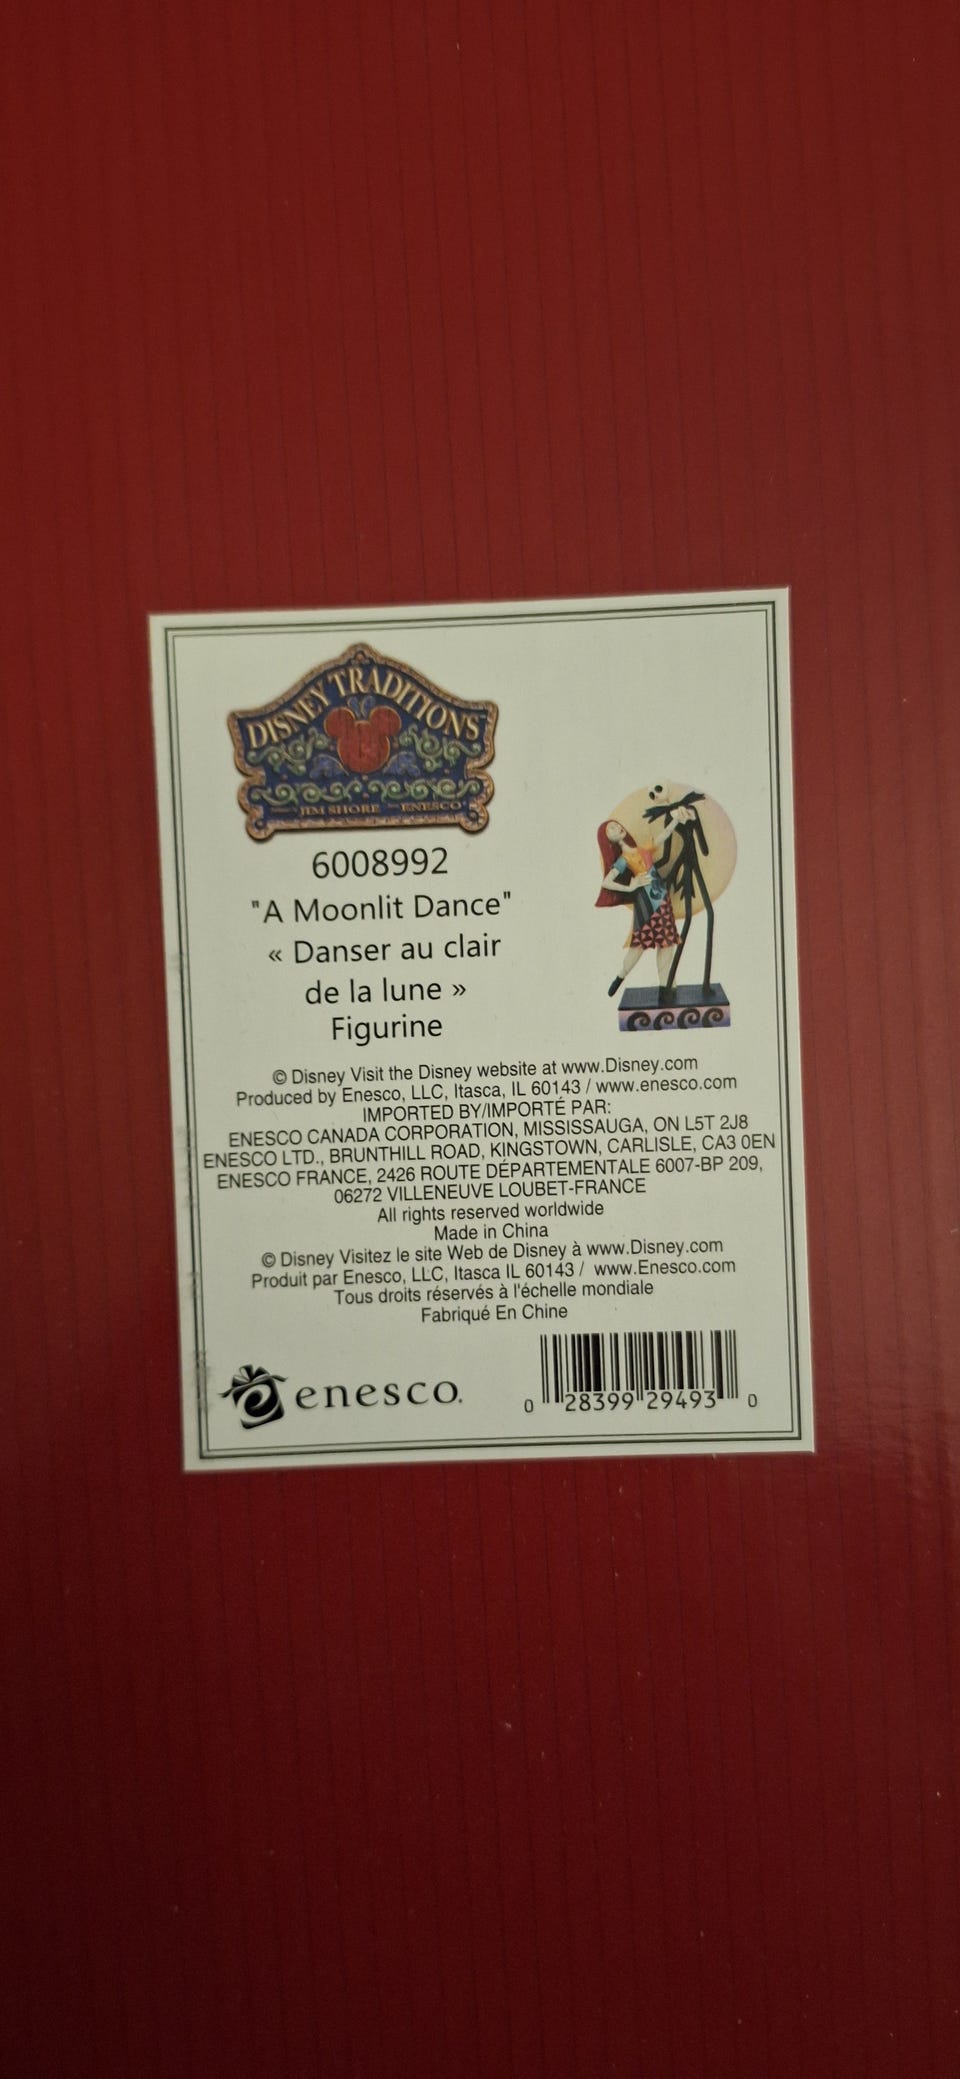 DISNEY TRADITIONS
JIM SHORE ENESCO
6008992
"A Moonlit Dance"
« Danser au clair
de la lune »
Figurine
© Disney Visit the Disney website at www.Disney.com
Produced by Enesco, LLC, Itasca, IL 60143 / www.enesco.com
IMPORTED BY/IMPORTÉ PAR:
ENESCO CANADA CORPORATION, MISSISSAUGA, ON L5T 2J8
ENESCO LTD., BRUNTHILL ROAD, KINGSTOWN, CARLISLE, CA3 0EN
ENESCO FRANCE, 2426 ROUTE DÉPARTEMENTALE 6007-BP 209,
06272 VILLENEUVE LOUBET-FRANCE
All rights reserved worldwide
Made in China
© Disney Visitez le site Web de Disney à www.Disney.com
Produit par Enesco, LLC, Itasca IL 60143 / www.Enesco.com
Tous droits réservés à l'échelle mondiale
Fabriqué En Chine
enesco.
0 28399 29493 0